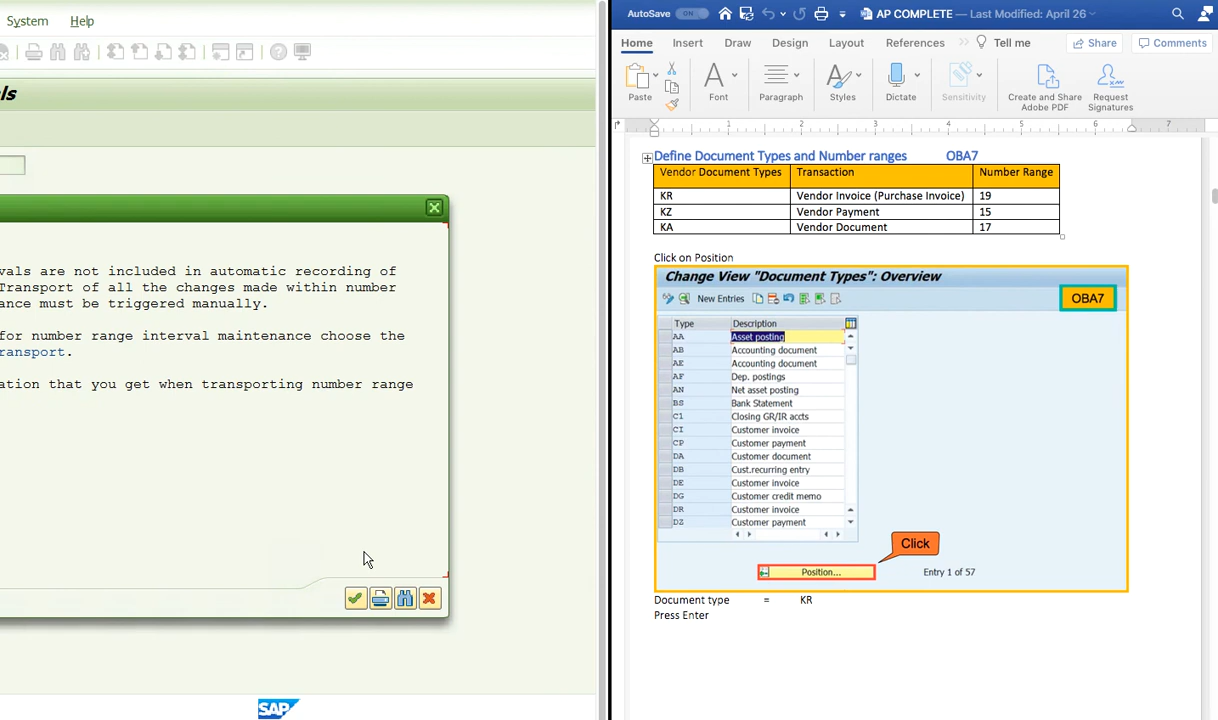 System Help
ls
vals are not included in automatic recording of
Transport of all the changes made within number
ance must be triggered manually.
for number range interval maintenance choose the
ransport.
ation that you get when transporting number range
SAP
AutoSave ON AP COMPLETE — Last Modified: April 26
Home Insert Draw Design Layout References Tell me Share Comments
Paste Font Paragraph Styles Dictate Sensitivity Create and Share Adobe PDF Request Signatures
1 2 3 4 5 6 7
Define Document Types and Number ranges OBA7
Vendor Document Types Transaction Number Range
KR Vendor Invoice (Purchase Invoice) 19
KZ Vendor Payment 15
KA Vendor Document 17
Click on Position
Change View "Document Types": Overview
New Entries OBA7
Type Description
AA Asset posting
AB Accounting document
AE Accounting document
AF Dep. postings
AN Net asset posting
BS Bank Statement
C1 Closing GR/IR accts
CI Customer invoice
CP Customer payment
DA Customer document
DB Cust.recurring entry
DE Customer invoice
DG Customer credit memo
DR Customer invoice
DZ Customer payment
Click
Position... Entry 1 of 57
Document type = KR
Press Enter